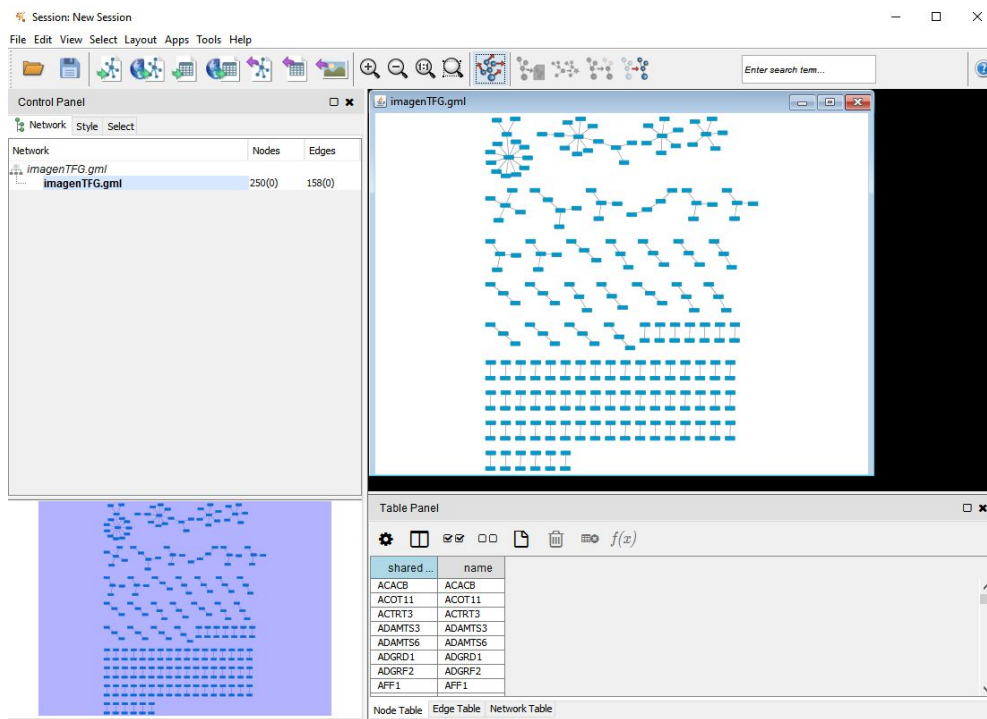 Session: New Session
File Edit View Select Layout Apps Tools Help
Enter search term...
Control Panel
Network Style Select
Network Nodes Edges
imagenTFG.gml
imagenTFG.gml 250(0) 158(0)
imagenTFG.gml
Table Panel
f(x)
shared ... name
ACACB ACACB
ACOT11 ACOT11
ACTRT3 ACTRT3
ADAMTS3 ADAMTS3
ADAMTS6 ADAMTS6
ADGRD1 ADGRD1
ADGRF2 ADGRF2
AFF1 AFF1
Node Table Edge Table Network Table